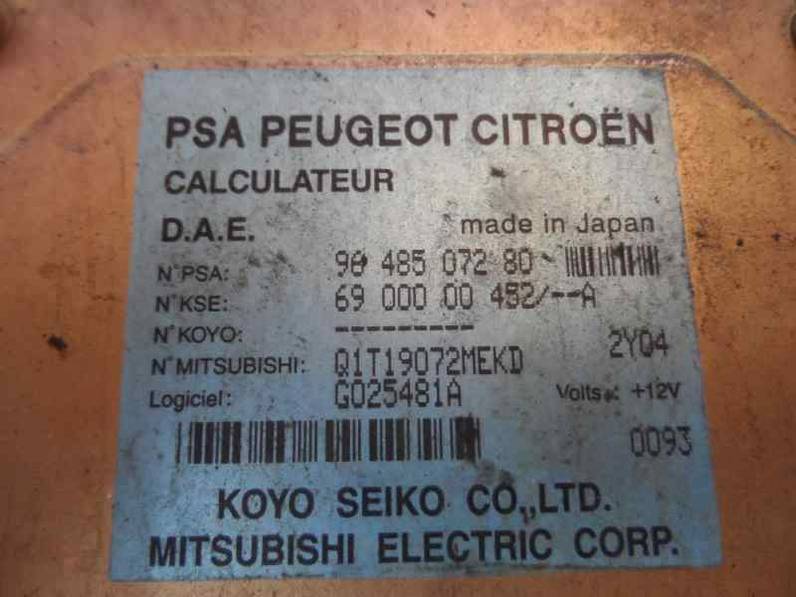 PSA PEUGEOT CITROËN
CALCULATEUR
D.A.E. made in Japan
N°PSA: 96 485 072 80
N°KSE: 69 000 00 452/--A
N°KOYO: ---------
2Y04
N°MITSUBISHI: Q1T19072MEKD
Logiciel: G025481A Volts.: +12V
0093
KOYO SEIKO CO.,LTD.
MITSUBISHI ELECTRIC CORP.